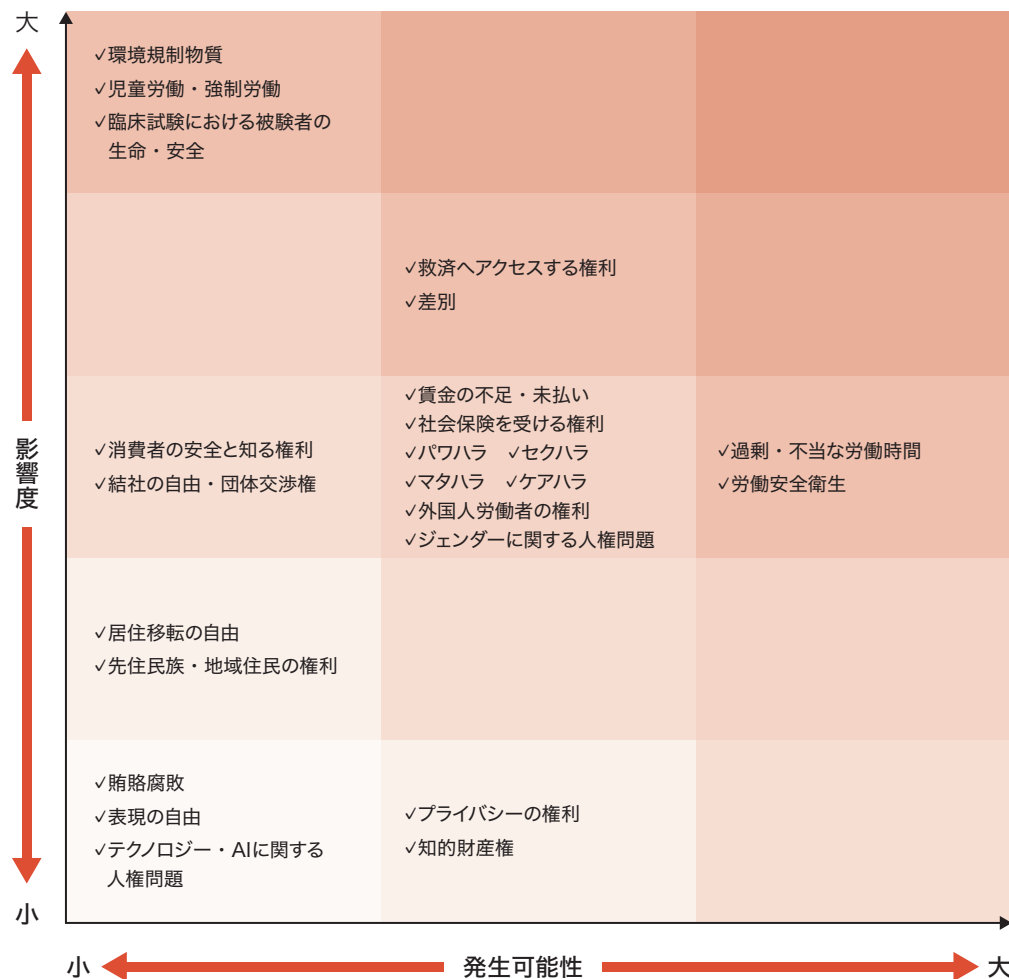 大
✓環境規制物質
✓児童労働・強制労働
✓臨床試験における被験者の
生命・安全
✓救済へアクセスする権利
✓差別
影響度
✓消費者の安全と知る権利
✓結社の自由・団体交渉権
✓賃金の不足・未払い
✓社会保険を受ける権利
✓パワハラ ✓セクハラ
✓マタハラ ✓ケアハラ
✓外国人労働者の権利
✓ジェンダーに関する人権問題
✓過剰・不当な労働時間
✓労働安全衛生
✓居住移転の自由
✓先住民族・地域住民の権利
✓賄賂腐敗
✓表現の自由
✓テクノロジー・AIに関する
人権問題
✓プライバシーの権利
✓知的財産権
小
小
発生可能性
大